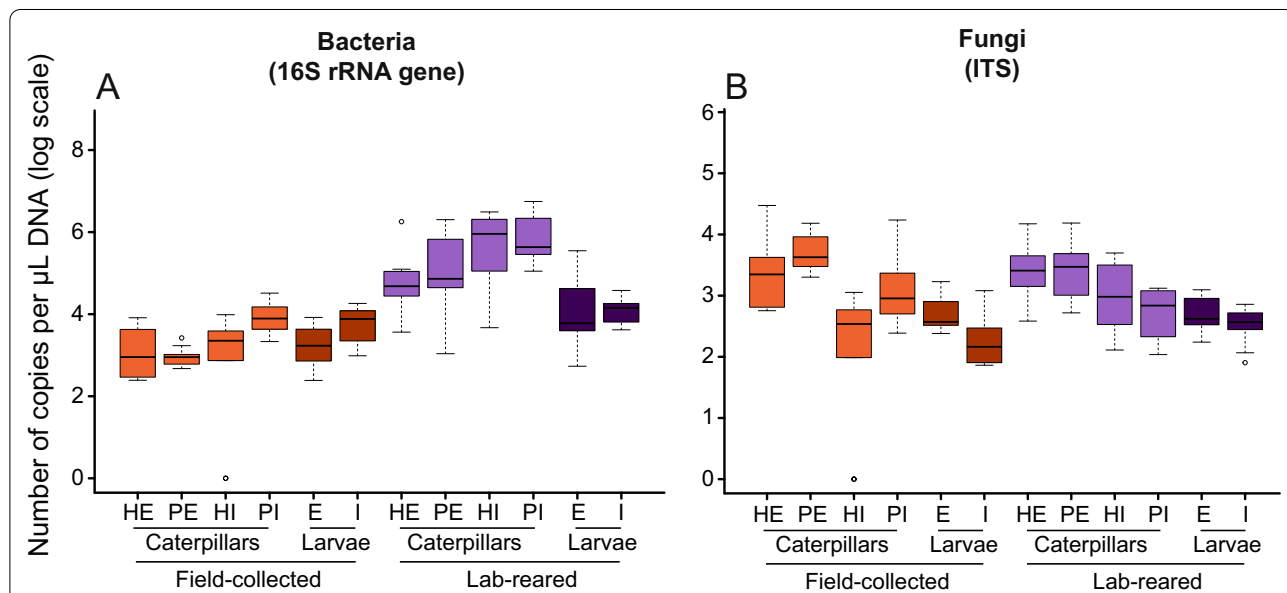 Bacteria
(16S rRNA gene)
Fungi
(ITS)
A
B
Number of copies per µL DNA (log scale)
8
6
4
2
0
HE PE HI PI E I HE PE HI PI E I
Caterpillars Larvae Caterpillars Larvae
Field-collected Lab-reared
6
5
4
3
2
1
0
HE PE HI PI E I HE PE HI PI E I
Caterpillars Larvae Caterpillars Larvae
Field-collected Lab-reared